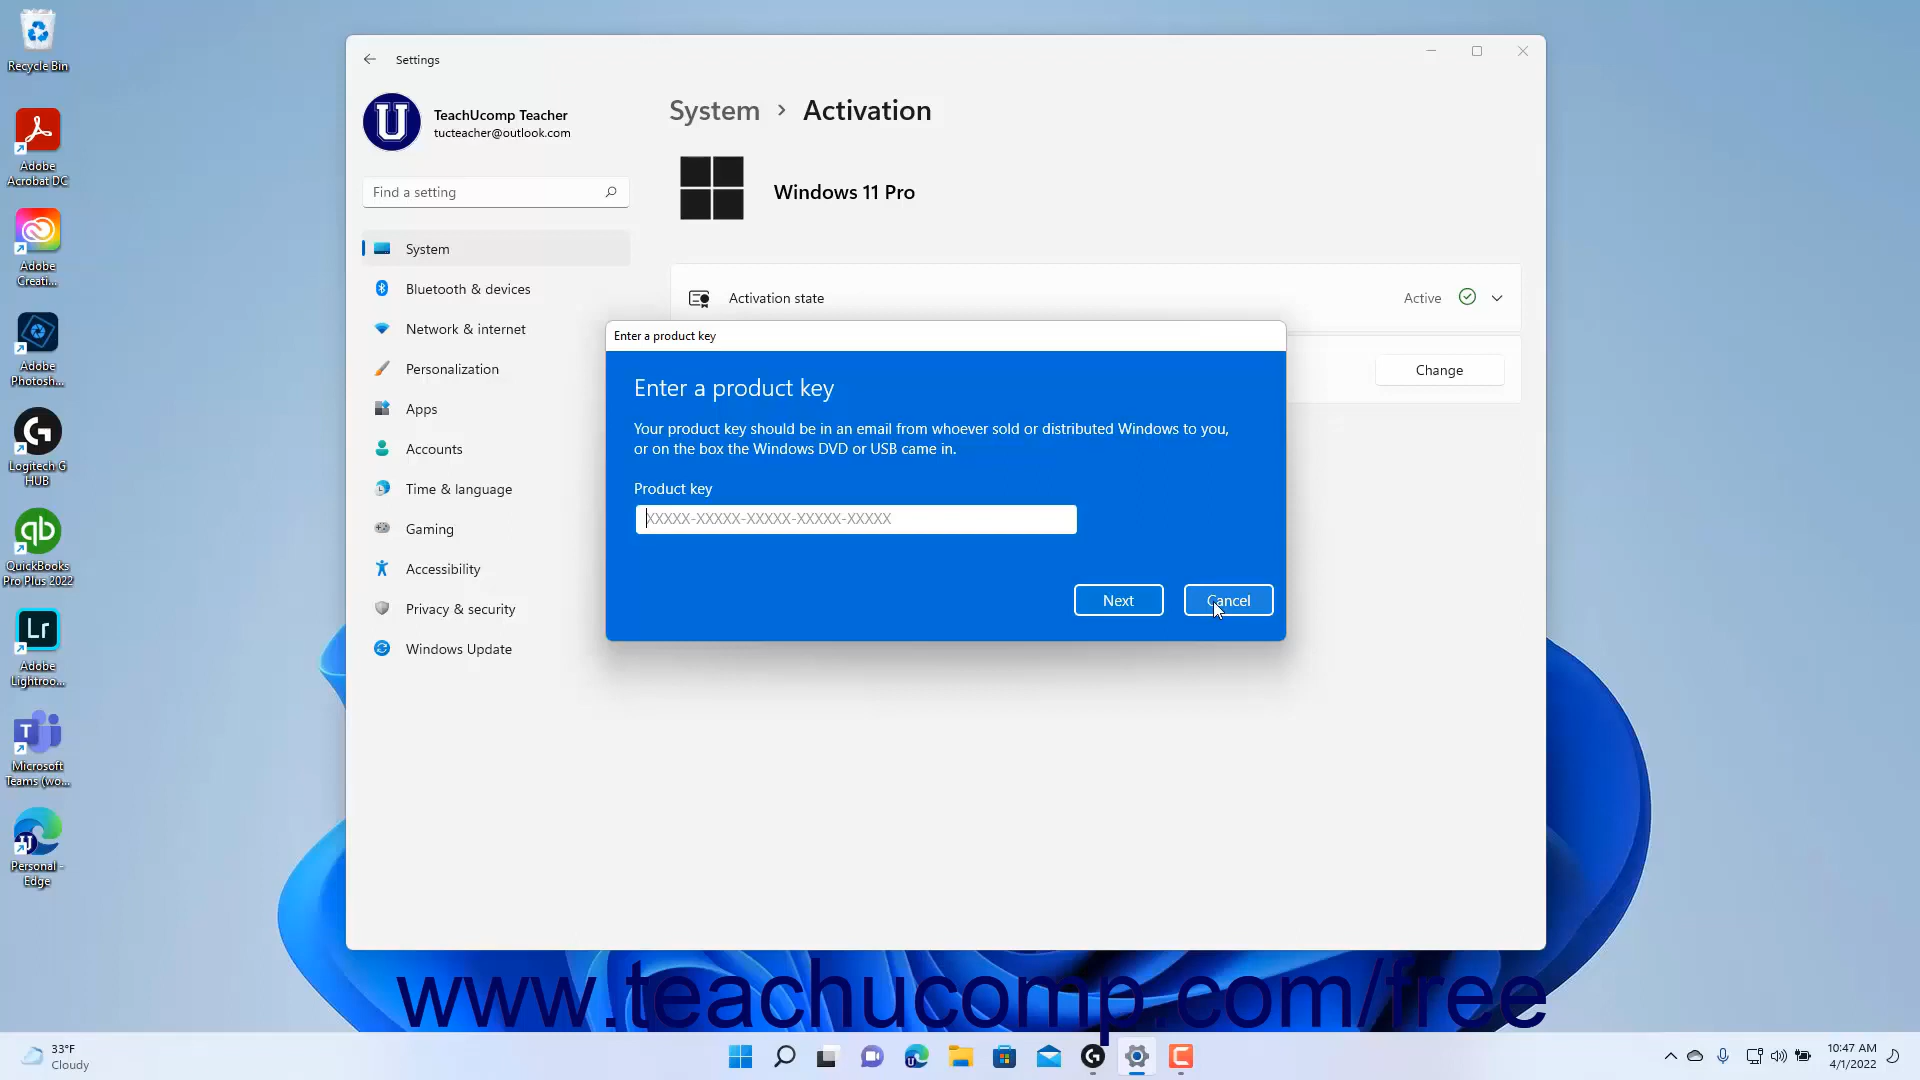 Recycle Bin
Adobe
Acrobat DC
Adobe
Creati...
Adobe
Photosh...
Logitech G
HUB
QuickBooks
Pro Plus 2022
Lr
Adobe
Lightroo...
Microsoft
Teams (wo...
Personal -
Edge
Settings
U
TeachUcomp Teacher
tucteacher@outlook.com
Find a setting
System
Bluetooth & devices
Network & internet
Personalization
Apps
Accounts
Time & language
Gaming
Accessibility
Privacy & security
Windows Update
System > Activation
Windows 11 Pro
Activation state
Active
Change
Enter a product key
Enter a product key
Your product key should be in an email from whoever sold or distributed Windows to you,
or on the box the Windows DVD or USB came in.
Product key
XXXXX-XXXXX-XXXXX-XXXXX-XXXXX
Next
Cancel
www.teachucomp.com/free
33°F
Cloudy
10:47 AM
4/1/2022